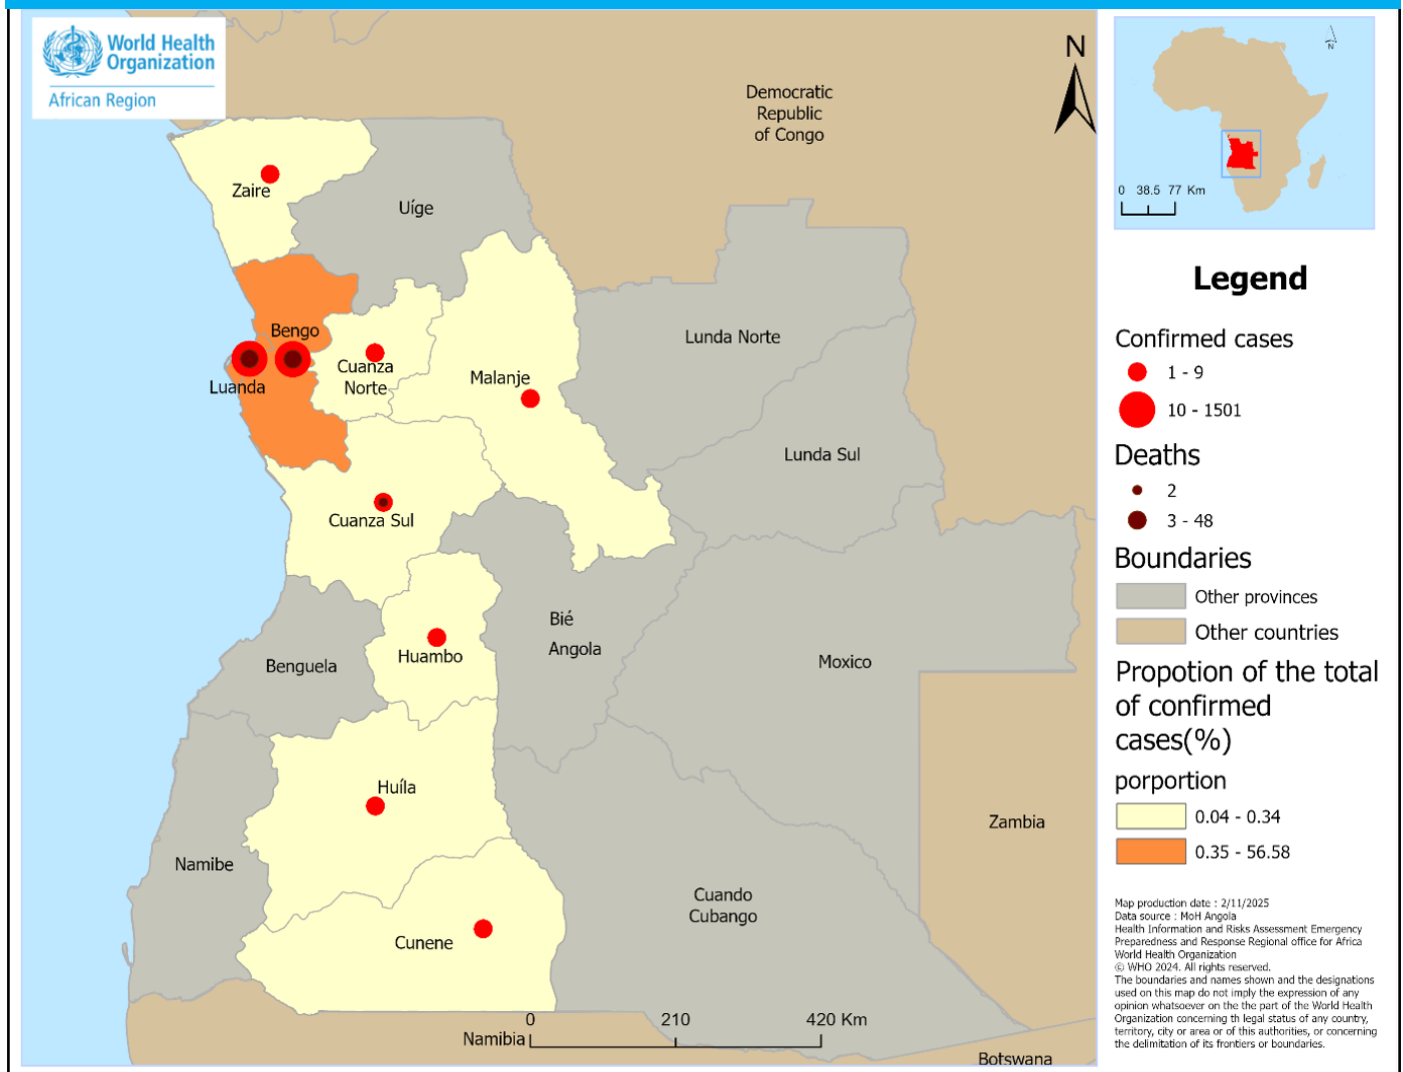 World Health
Organization
African Region
N
Democratic
Republic
of Congo
Zaire
Uíge
Bengo
Luanda
Cuanza
Norte
Malanje
Lunda Norte
Lunda Sul
Cuanza Sul
Bié
Angola
Huambo
Benguela
Moxico
Huíla
Namibe
Zambia
Cuando
Cubango
Cunene
0 210 420 Km
Namibia
Botswana
N
0 38.5 77 Km
Legend
Confirmed cases
1 - 9
10 - 1501
Deaths
2
3 - 48
Boundaries
Other provinces
Other countries
Propotion of the total
of confirmed
cases(%)
porportion
0.04 - 0.34
0.35 - 56.58
Map production date : 2/11/2025
Data source : MoH Angola
Health Information and Risks Assessment Emergency
Preparedness and Response Regional office for Africa
World Health Organization
© WHO 2024. All rights reserved.
The boundaries and names shown and the designations
used on this map do not imply the expression of any
opinion whatsoever on the the part of the World Health
Organization concerning th legal status of any country,
territory, city or area or of this authorities, or concerning
the delimitation of its frontiers or boundaries.